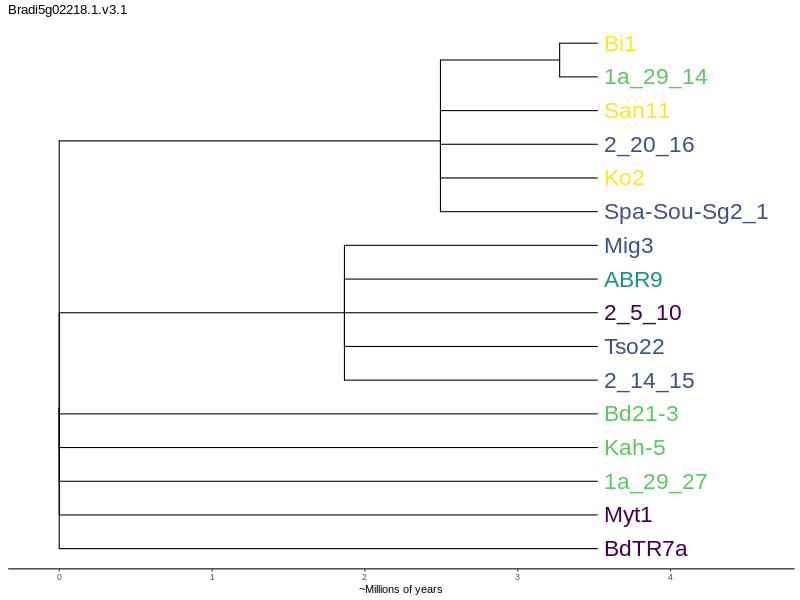 Bradi5g02218.1.v3.1
Bi1
1a_29_14
San11
2_20_16
Ko2
Spa-Sou-Sg2_1
Mig3
ABR9
2_5_10
Tso22
2_14_15
Bd21-3
Kah-5
1a_29_27
Myt1
BdTR7a
0 1 2 3 4
~Millions of years